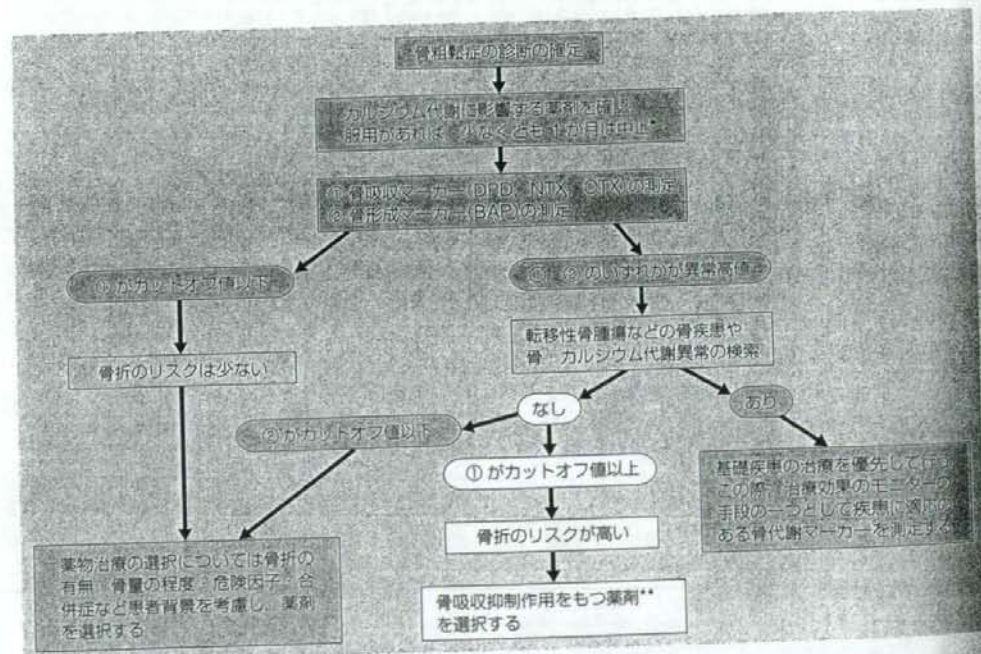 骨粗鬆症の診断の確定
カルシウム代謝に影響する薬剤を確認し
服用があれば 少なくとも1か月は中止*
①骨吸収マーカー(DPD、NTX、CTX)の測定
②骨形成マーカー(BAP)の測定
①がカットオフ値以下
①、②のいずれかが異常高値
骨折のリスクは少ない
転移性骨腫瘍などの骨疾患や
骨・カルシウム代謝異常の検索
なし
あり
②がカットオフ値以下
①がカットオフ値以上
骨折のリスクが高い
基礎疾患の治療を優先して行う
この際、治療効果のモニターの
手段の一つとして疾患に適応の
ある骨代謝マーカーを測定する
薬物治療の選択については骨折の
有無、骨量の程度、危険因子、合
併症など患者背景を考慮し、薬剤
を選択する
骨吸収抑制作用をもつ薬剤**
を選択する